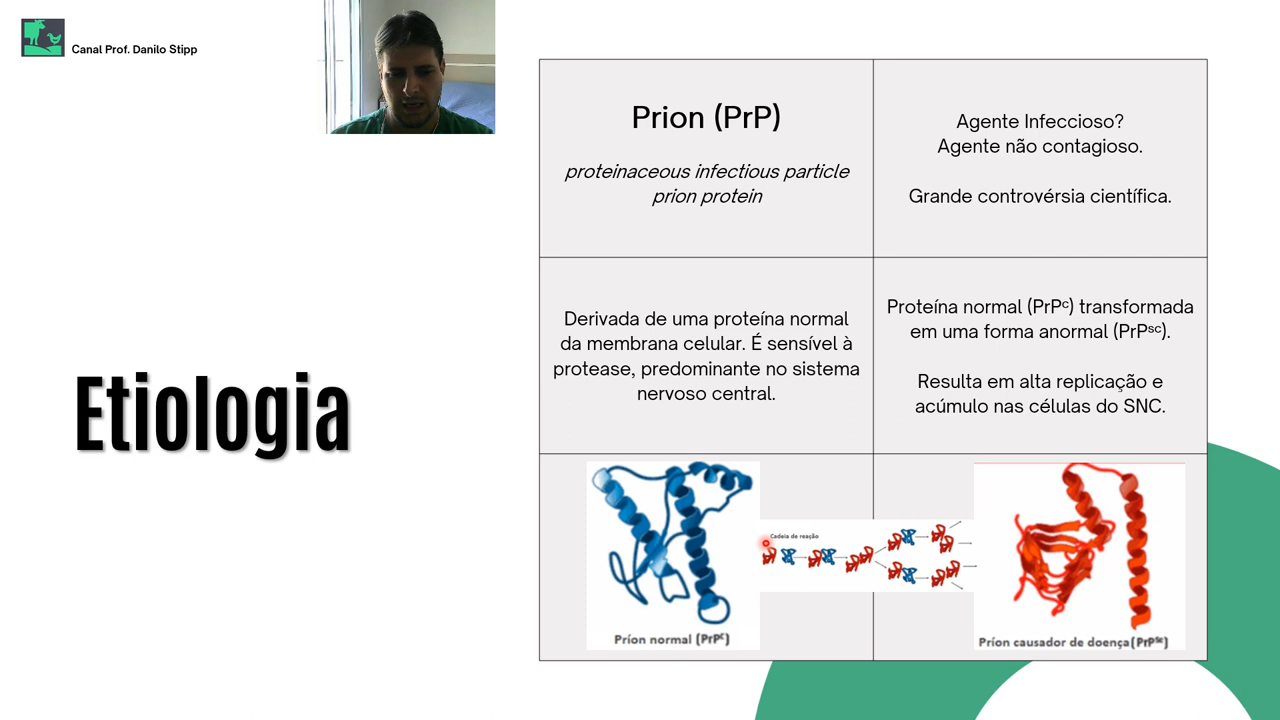 Canal Prof. Danilo Stipp
Etiologia
Prion (PrP)
proteinaceous infectious particle
prion protein
Agente Infeccioso?
Agente não contagioso.
Grande controvérsia científica.
Derivada de uma proteína normal
da membrana celular. É sensível à
protease, predominante no sistema
nervoso central.
Proteína normal (PrPᶜ) transformada
em uma forma anormal (PrPˢᶜ).
Resulta em alta replicação e
acúmulo nas células do SNC.
Cadeia de reação
Príon normal (PrPᶜ)
Príon causador de doença(PrPˢᶜ)